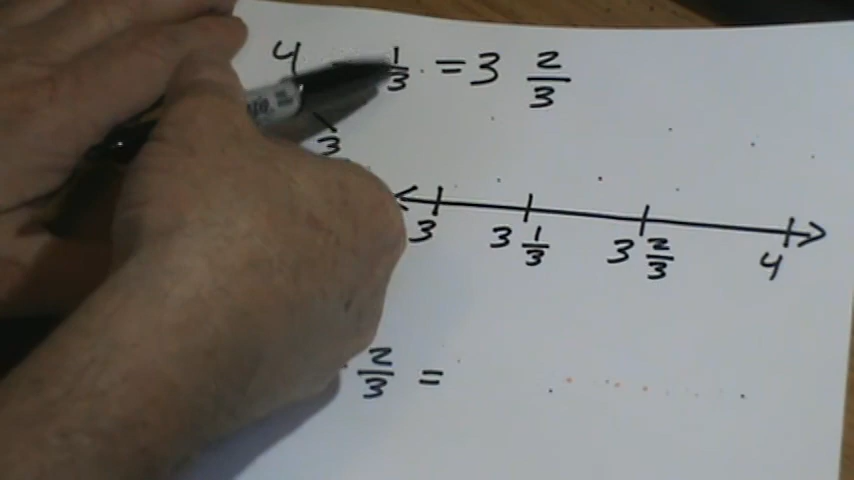 4 - 1/3 = 3 2/3
3
3 3 1/3 3 2/3 4
2/3 =